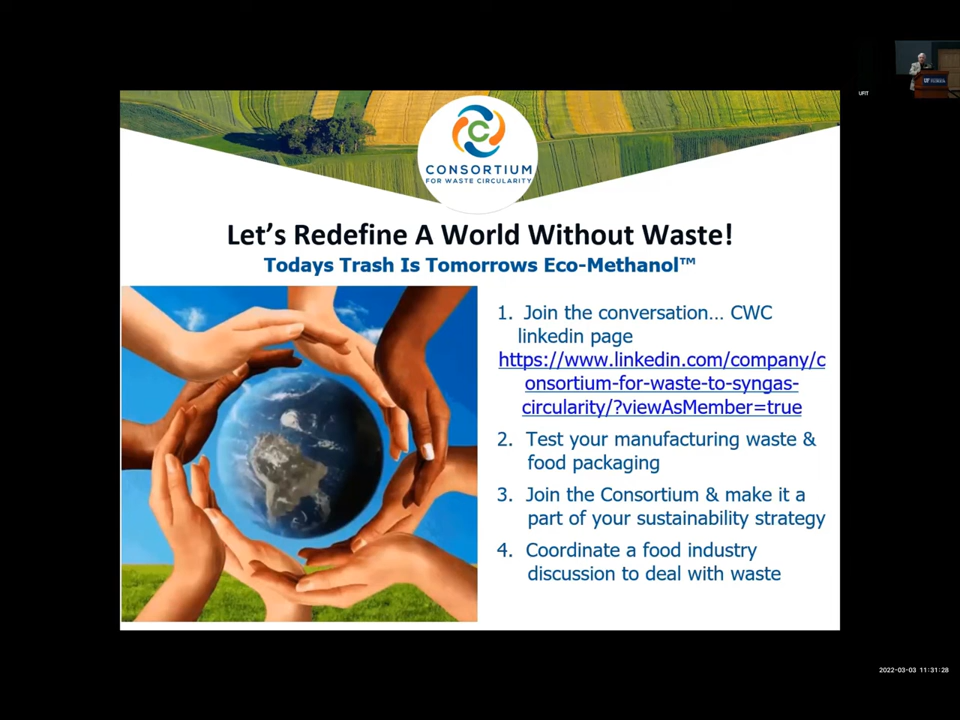 UF
UFIT
CONSORTIUM
FOR WASTE CIRCULARITY
Let's Redefine A World Without Waste!
Todays Trash Is Tomorrows Eco-Methanol™
1. Join the conversation... CWC
linkedin page
https://www.linkedin.com/company/c
onsortium-for-waste-to-syngas-
circularity/?viewAsMember=true
2. Test your manufacturing waste &
food packaging
3. Join the Consortium & make it a
part of your sustainability strategy
4. Coordinate a food industry
discussion to deal with waste
2022-03-03 11:31:28